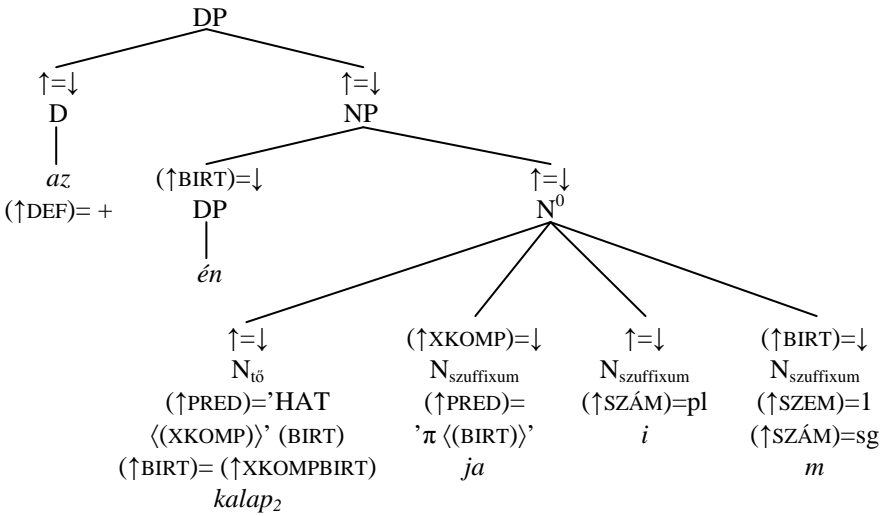 DP
↑=↓ ↑=↓
D NP
az (↑BIRT)=↓ ↑=↓
(↑DEF)= + DP N⁰
én
↑=↓ (↑XKOMP)=↓ ↑=↓ (↑BIRT)=↓
Ntő Nszuffixum Nszuffixum Nszuffixum
(↑PRED)=’HAT (↑PRED)= (↑SZÁM)=pl (↑SZEM)=1
⟨(XKOMP)⟩’ (BIRT) ’π ⟨(BIRT)⟩’ i (↑SZÁM)=sg
(↑BIRT)= (↑XKOMPBIRT) ja m
kalap₂